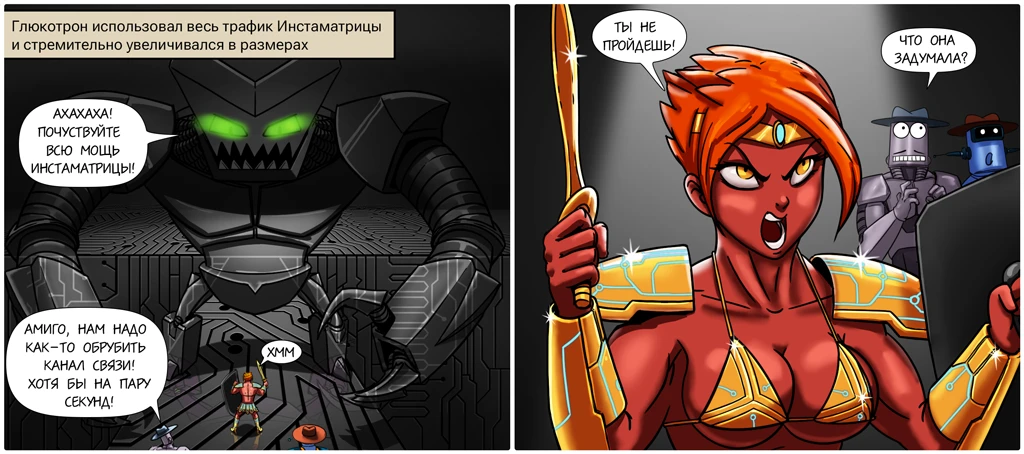 Глюкотрон использовал весь трафик Инстаматрицы
и стремительно увеличивался в размерах
АХАХАХА!
ПОЧУСТВУЙТЕ
ВСЮ МОЩЬ
ИНСТАМАТРИЦЫ!
АМИГО, НАМ НАДО
КАК-ТО ОБРУБИТЬ
КАНАЛ СВЯЗИ!
ХОТЯ БЫ НА ПАРУ
СЕКУНД!
ХММ
ТЫ НЕ
ПРОЙДЕШЬ!
ЧТО ОНА
ЗАДУМАЛА?